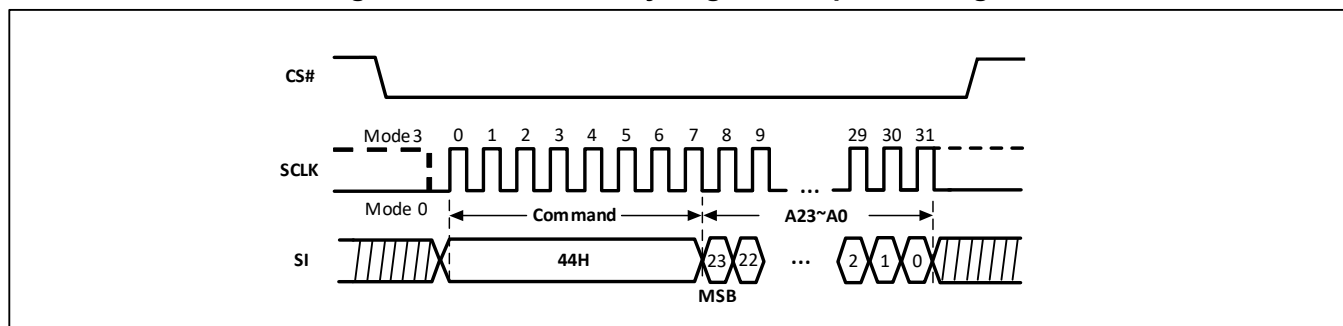 CS#
Mode 3 0 1 2 3 4 5 6 7 8 9 29 30 31
SCLK
...
Mode 0 Command A23~A0
SI 44H 23 22 ... 2 1 0
MSB